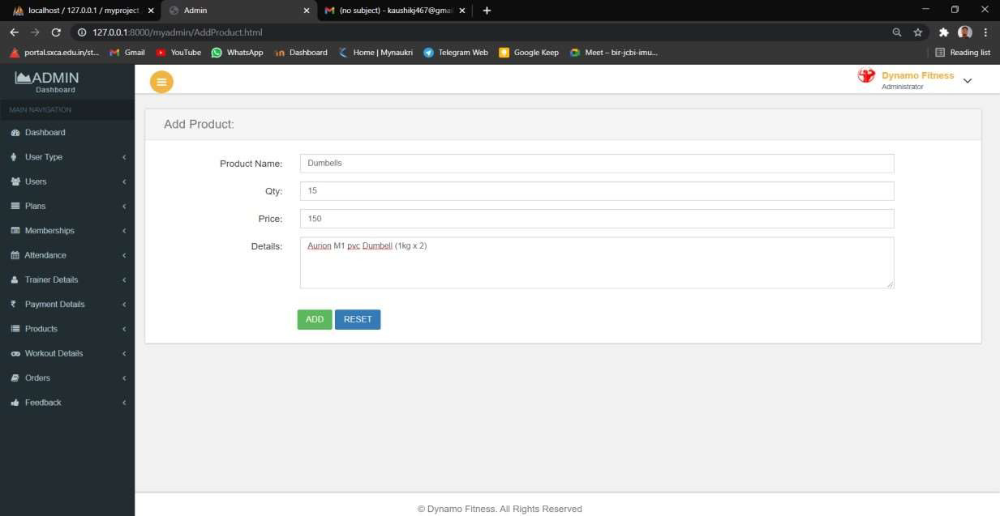 localhost / 127.0.0.1 / myproject
Admin
(no subject) - kaushikj467@gmai
127.0.0.1:8000/myadmin/AddProduct.html
portal.sxca.edu.in/st...
Gmail
YouTube
WhatsApp
Dashboard
Home | Mynaukri
Telegram Web
Google Keep
Meet – bir-jcbi-imu...
Reading list
ADMIN
Dashboard
Dynamo Fitness
Administrator
MAIN NAVIGATION
Dashboard
User Type
Users
Plans
Memberships
Attendance
Trainer Details
Payment Details
Products
Workout Details
Orders
Feedback
Add Product:
Product Name: Dumbells
Qty: 15
Price: 150
Details: Aurion M1 pvc Dumbell (1kg x 2)
ADD RESET
© Dynamo Fitness. All Rights Reserved